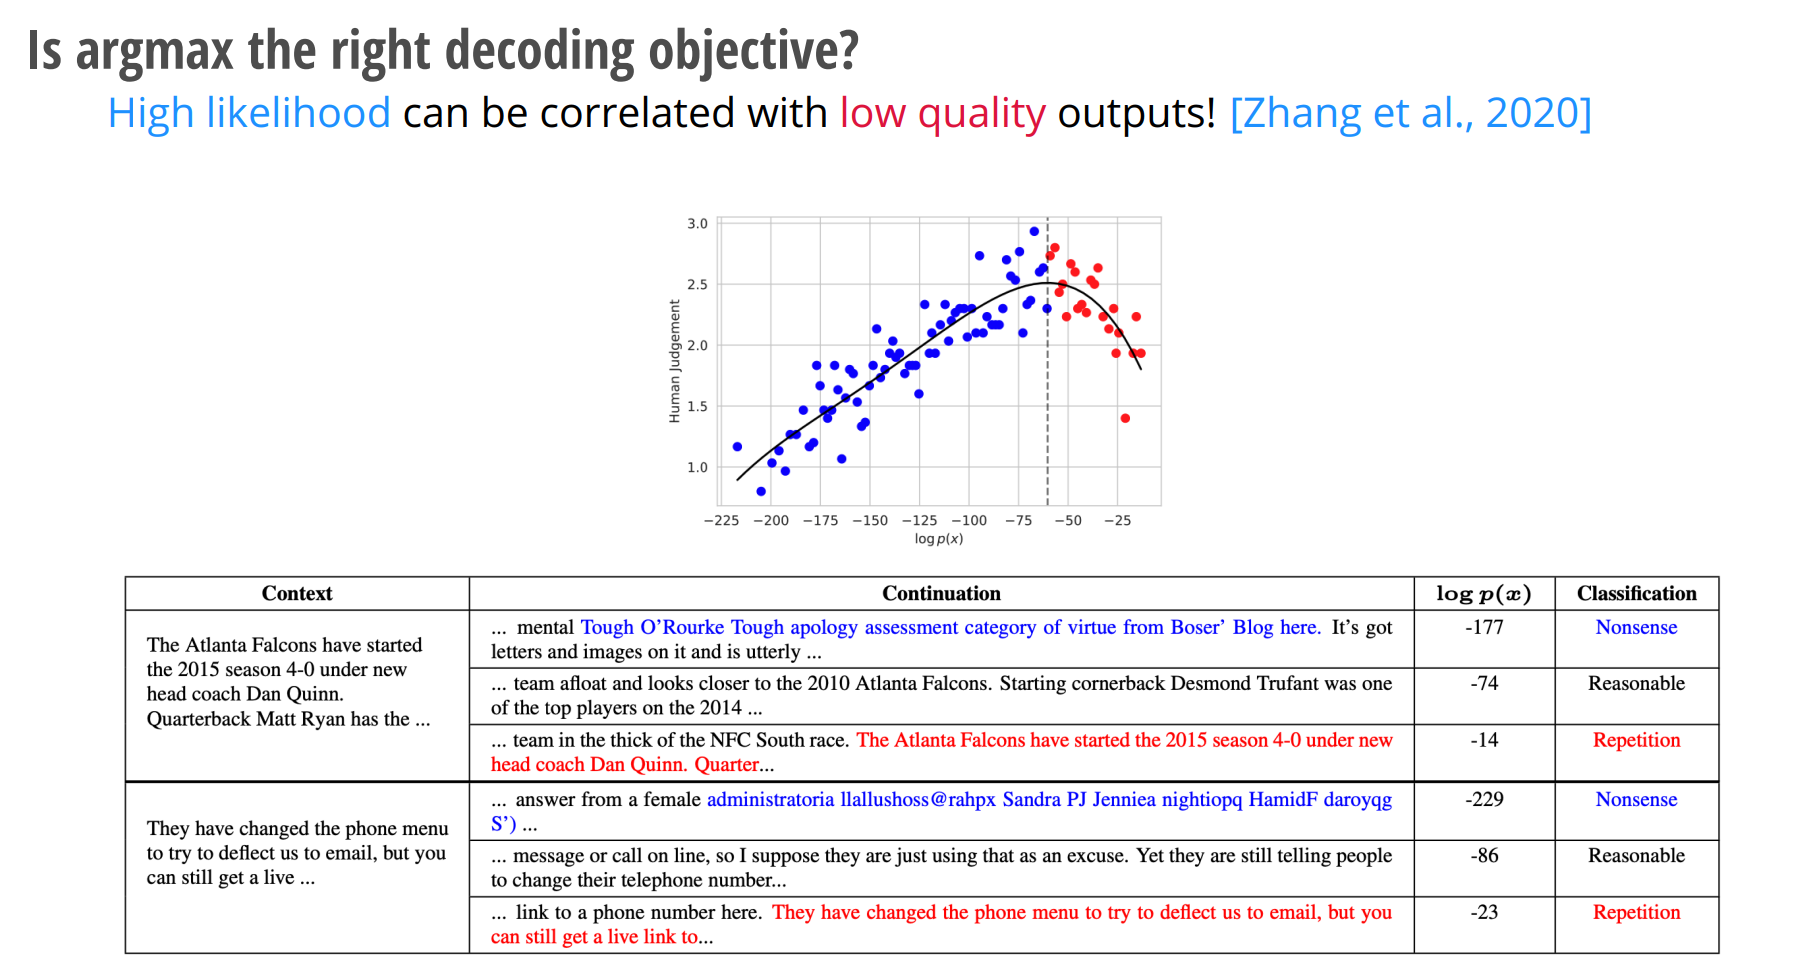 Is argmax the right decoding objective?
High likelihood can be correlated with low quality outputs! [Zhang et al., 2020]
3.0
2.5
2.0
1.5
1.0
Human Judgement
−225 −200 −175 −150 −125 −100 −75 −50 −25
log p(x)
Context Continuation log p(x) Classification
The Atlanta Falcons have started
the 2015 season 4-0 under new
head coach Dan Quinn.
Quarterback Matt Ryan has the ...
... mental Tough O’Rourke Tough apology assessment category of virtue from Boser’ Blog here. It’s got
letters and images on it and is utterly ...
-177 Nonsense
... team afloat and looks closer to the 2010 Atlanta Falcons. Starting cornerback Desmond Trufant was one
of the top players on the 2014 ...
-74 Reasonable
... team in the thick of the NFC South race. The Atlanta Falcons have started the 2015 season 4-0 under new
head coach Dan Quinn. Quarter...
-14 Repetition
They have changed the phone menu
to try to deflect us to email, but you
can still get a live ...
... answer from a female administratoria llallushoss@rahpx Sandra PJ Jenniea nightiopq HamidF daroyqg
S’) ...
-229 Nonsense
... message or call on line, so I suppose they are just using that as an excuse. Yet they are still telling people
to change their telephone number...
-86 Reasonable
... link to a phone number here. They have changed the phone menu to try to deflect us to email, but you
can still get a live link to...
-23 Repetition